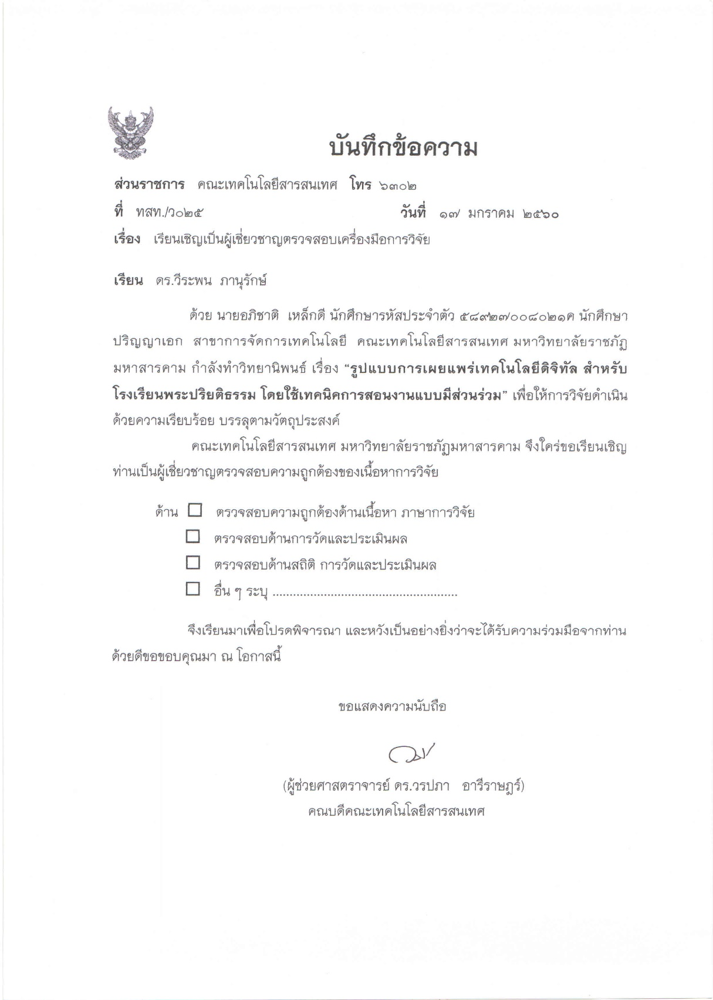 บันทึกข้อความ
ส่วนราชการ คณะเทคโนโลยีสารสนเทศ โทร ๖๓๐๒
ที่ ทสท./ว๐๒๕ วันที่ ๑๗ มกราคม ๒๕๖๐
เรื่อง เรียนเชิญเป็นผู้เชี่ยวชาญตรวจสอบเครื่องมือการวิจัย
เรียน ดร.วีระพน ภานุรักษ์
ด้วย นายอภิชาติ เหล็กดี นักศึกษารหัสประจำตัว ๕๘๙๒๗๐๐๘๐๒๑ค นักศึกษา
ปริญญาเอก สาขาการจัดการเทคโนโลยี คณะเทคโนโลยีสารสนเทศ มหาวิทยาลัยราชภัฏ
มหาสารคาม กำลังทำวิทยานิพนธ์ เรื่อง “รูปแบบการเผยแพร่เทคโนโลยีดิจิทัล สำหรับ
โรงเรียนพระปริยัติธรรม โดยใช้เทคนิคการสอนงานแบบมีส่วนร่วม” เพื่อให้การวิจัยดำเนิน
ด้วยความเรียบร้อย บรรลุตามวัตถุประสงค์
คณะเทคโนโลยีสารสนเทศ มหาวิทยาลัยราชภัฏมหาสารคาม จึงใคร่ขอเรียนเชิญ
ท่านเป็นผู้เชี่ยวชาญตรวจสอบความถูกต้องของเนื้อหาการวิจัย
ด้าน ☐ ตรวจสอบความถูกต้องด้านเนื้อหา ภาษาการวิจัย
☐ ตรวจสอบด้านการวัดและประเมินผล
☐ ตรวจสอบด้านสถิติ การวัดและประเมินผล
☐ อื่น ๆ ระบุ .......................................................
จึงเรียนมาเพื่อโปรดพิจารณา และหวังเป็นอย่างยิ่งว่าจะได้รับความร่วมมือจากท่าน
ด้วยดีขอขอบคุณมา ณ โอกาสนี้
ขอแสดงความนับถือ
(ผู้ช่วยศาสตราจารย์ ดร.วรปภา อารีราษฎร์)
คณบดีคณะเทคโนโลยีสารสนเทศ